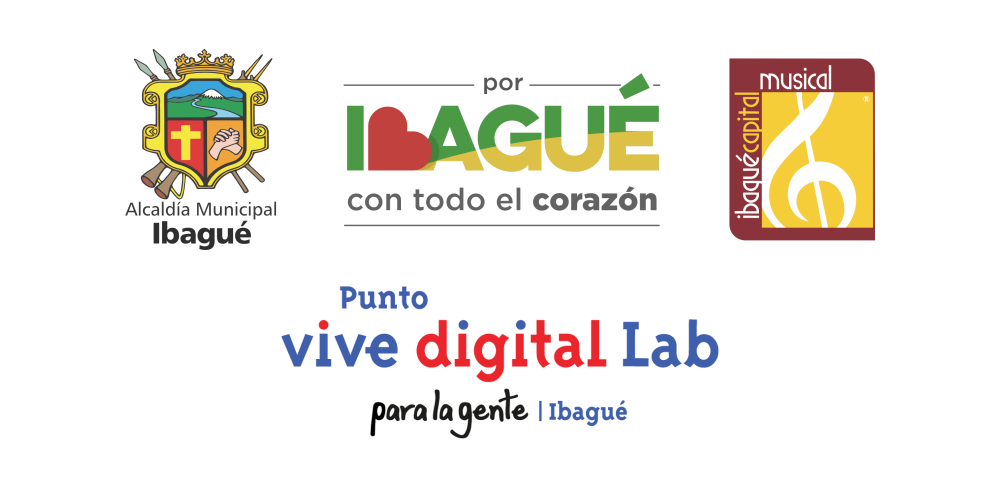 Alcaldía Municipal
Ibagué
por
IBAGUÉ
con todo el corazón
musical
ibaguécapital
®
Punto
vive digital Lab
para la gente | Ibagué